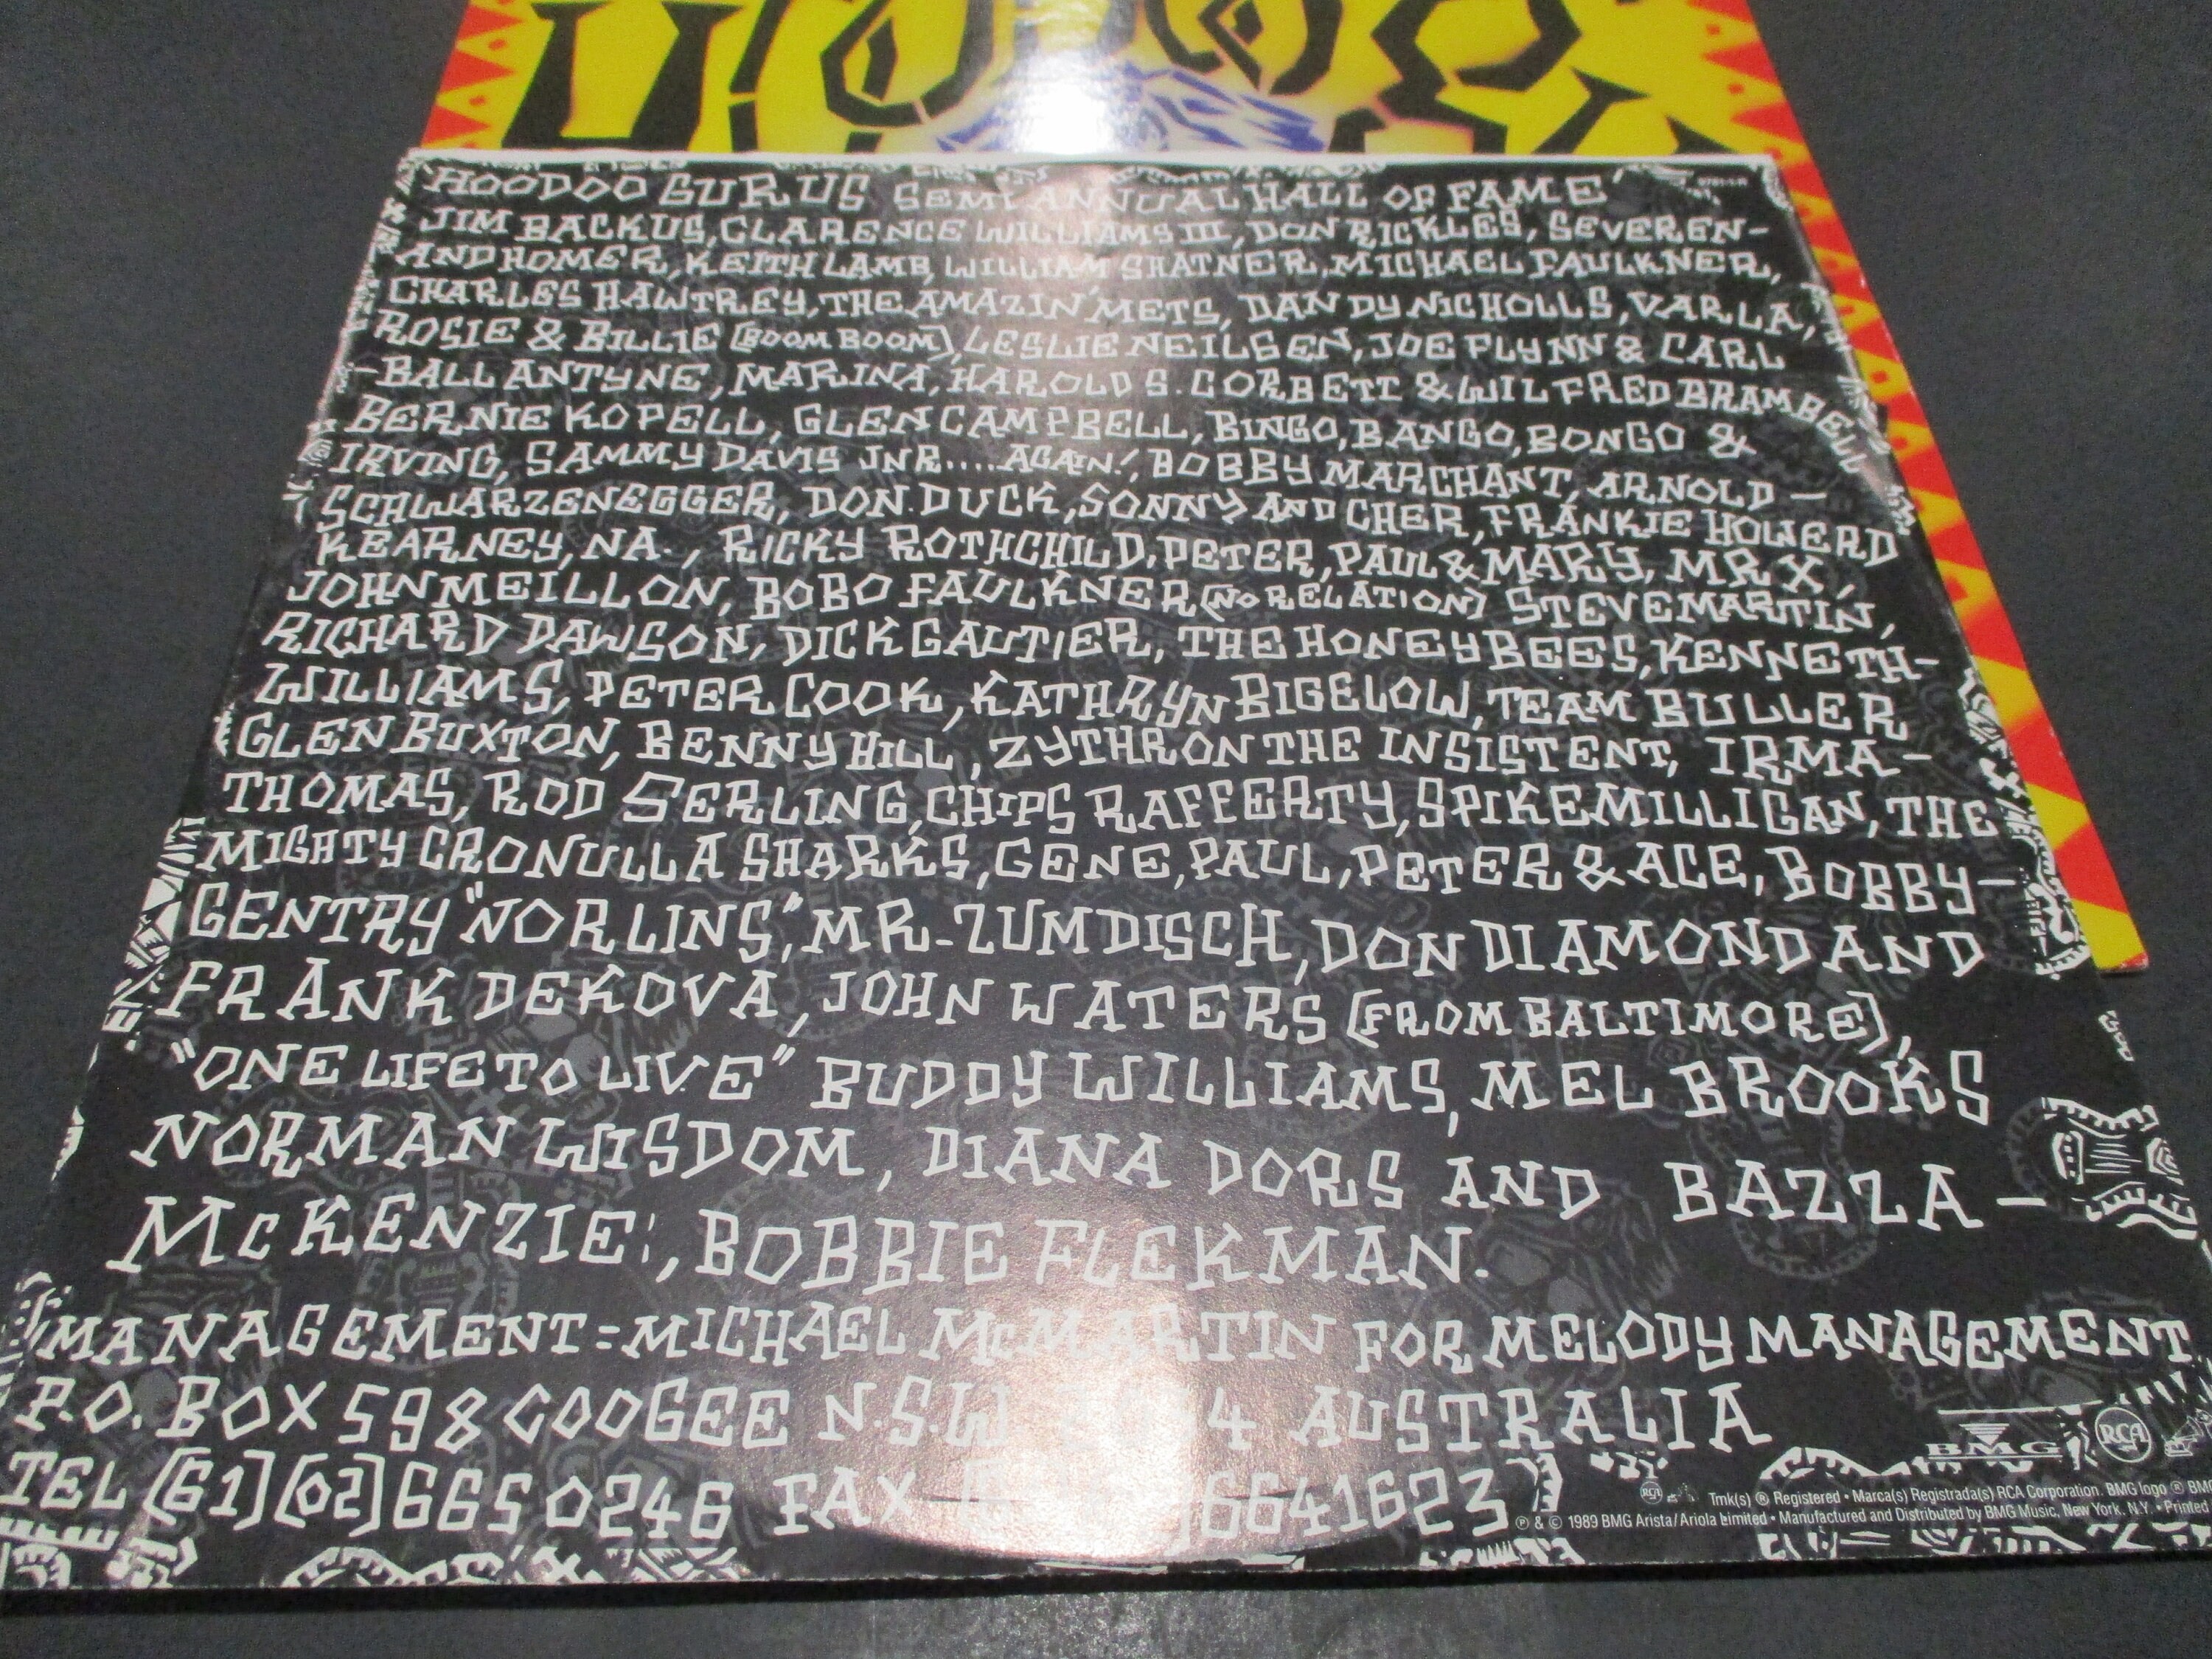 HOODOO GURUS SEMI ANNUAL HALL OF FAME
JIM BACKUS, CLARENCE WILLIAMS III, DON RICKLES, SEVEREN-
AND HOMER, KEITH LAMB, WILLIAM SHATNER, MICHAEL FAULKNER,
CHARLES HAWTREY, THE AMAZIN' METS, DANDY NICHOLLS, VARLA,
ROSIE & BILLIE (BOOM BOOM), LESLIE NEILSEN, JOE FLYNN & CARL
-BALLANTYNE, MARINA, HAROLD S. CORBETT & WILFRED BRAMBELL
BERNIE KOPELL, GLEN CAMPBELL, BINGO, BANGO, BONGO &
IRVING, SAMMY DAVIS JNR.... AGAIN! BOBBY MARCHANT, ARNOLD -
SCHWARZENEGGER, DON. DUCK, SONNY AND CHER, FRANKIE HOWERD
KEARNEY, NA., RICKY ROTHCHILD, PETER, PAUL & MARY, MR X,
JOHN MEILLON, BOBO FAULKNER (NO RELATION) STEVE MARTIN,
RICHARD DAWSON, DICK GAUTIER, THE HONEYBEES, KENNETH-
WILLIAMS, PETER COOK, KATHRYN BIGELOW, TEAM BULLER
GLEN BUXTON, BENNY HILL, ZYTHRON THE INSISTENT, IRMA-
THOMAS, ROD SERLING, CHIPS RAFFERTY, SPIKE MILLIGAN, THE
MIGHTY CRONULLA SHARKS, GENE, PAUL, PETER & ACE, BOBBY-
GENTRY "NORLINS," MR. ZUMDISCH, DON DIAMOND AND
FRANK DEKOVA, JOHN WATERS (FROM BALTIMORE),
"ONE LIFE TO LIVE" BUDDY WILLIAMS, MEL BROOKS
NORMAN WISDOM, DIANA DORS AND BAZZA-
McKENZIE!, BOBBIE FLEKMAN.
MANAGEMENT = MICHAEL McMARTIN FOR MELODY MANAGEMENT
P.O. BOX 598 COOGEE N.S.W 4 AUSTRALIA
TEL (61) (02) 665 0246 FAX 6641623
BMG RCA
Tmk(s) ® Registered • Marca(s) Registrada(s) RCA Corporation. BMG logo ® BM
℗ & © 1989 BMG Arista/Ariola Limited • Manufactured and Distributed by BMG Music, New York, N.Y. • Printed